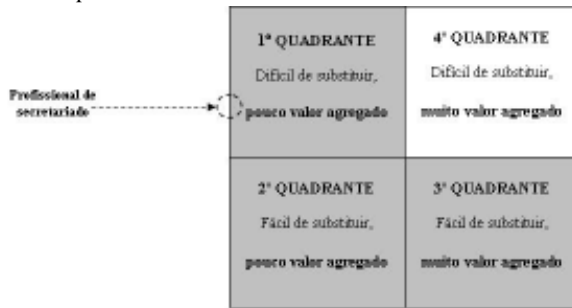 1º QUADRANTE
Difícil de substituir,
pouco valor agregado
4º QUADRANTE
Difícil de substituir,
muito valor agregado
Profissional de
secretariado
2º QUADRANTE
Fácil de substituir,
pouco valor agregado
3º QUADRANTE
Fácil de substituir,
muito valor agregado